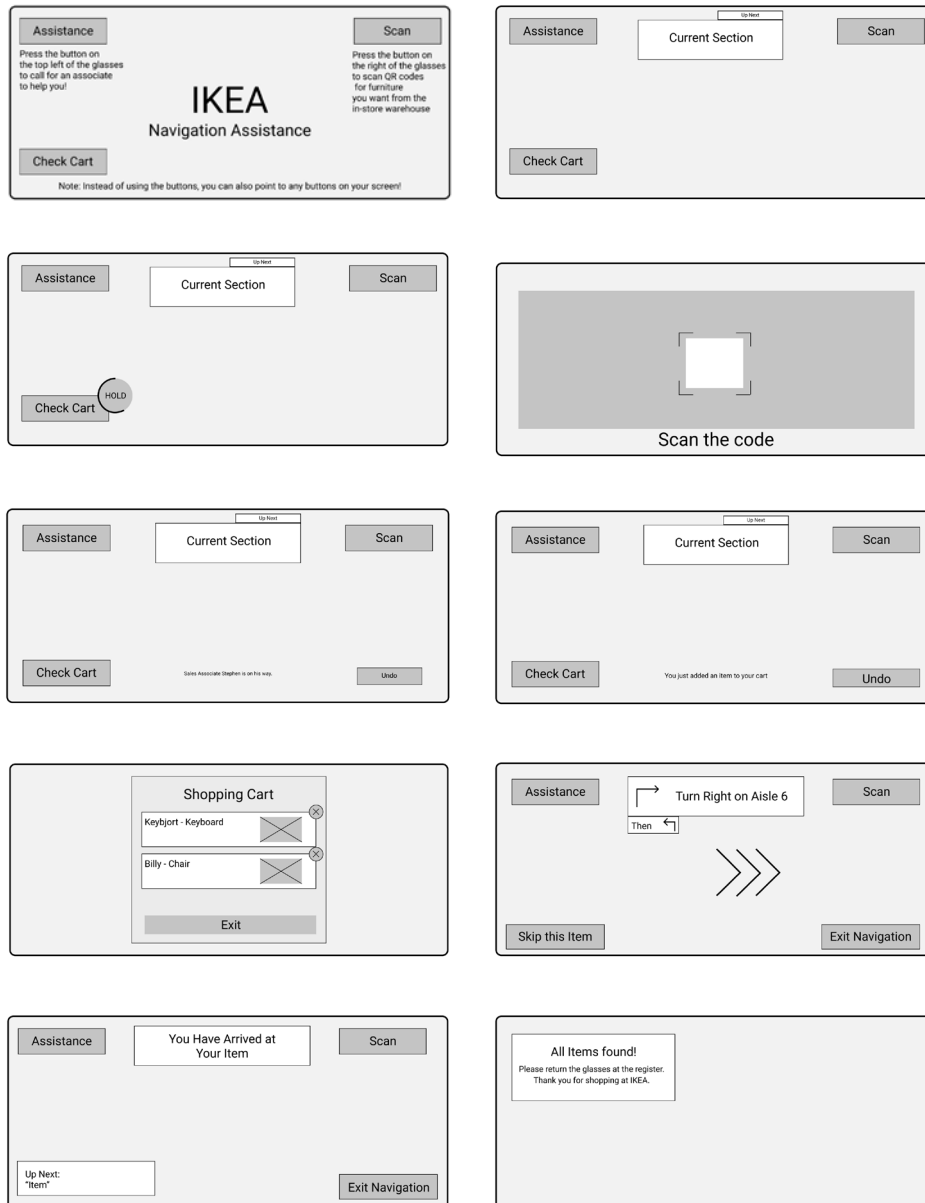 Assistance
Scan
Press the button on
the top left of the glasses
to call for an associate
to help you!
Press the button on
the right of the glasses
to scan QR codes
for furniture
you want from the
in-store warehouse
IKEA
Navigation Assistance
Check Cart
Note: Instead of using the buttons, you can also point to any buttons on your screen!
Up Next
Assistance
Current Section
Scan
Check Cart
Up Next
Assistance
Current Section
Scan
HOLD
Check Cart
Scan the code
Up Next
Assistance
Current Section
Scan
Check Cart
Sales Associate Stephen is on his way.
Undo
Up Next
Assistance
Current Section
Scan
Check Cart
You just added an item to your cart
Undo
Shopping Cart
Keybjort - Keyboard
Billy - Chair
Exit
Assistance
Turn Right on Aisle 6
Scan
Then
Skip this Item
Exit Navigation
Assistance
You Have Arrived at
Your Item
Scan
Up Next:
"Item"
Exit Navigation
All Items found!
Please return the glasses at the register.
Thank you for shopping at IKEA.